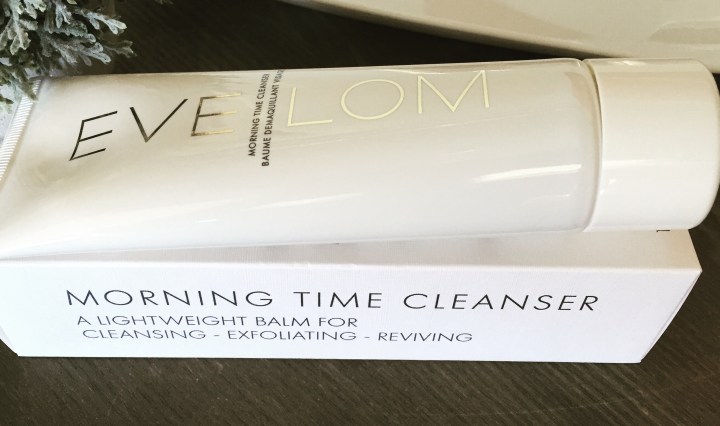 EVE LOM
MORNING TIME CLEANSER
BAUME DÉMAQUILLANT
MORNING TIME CLEANSER
A LIGHTWEIGHT BALM FOR
CLEANSING - EXFOLIATING - REVIVING